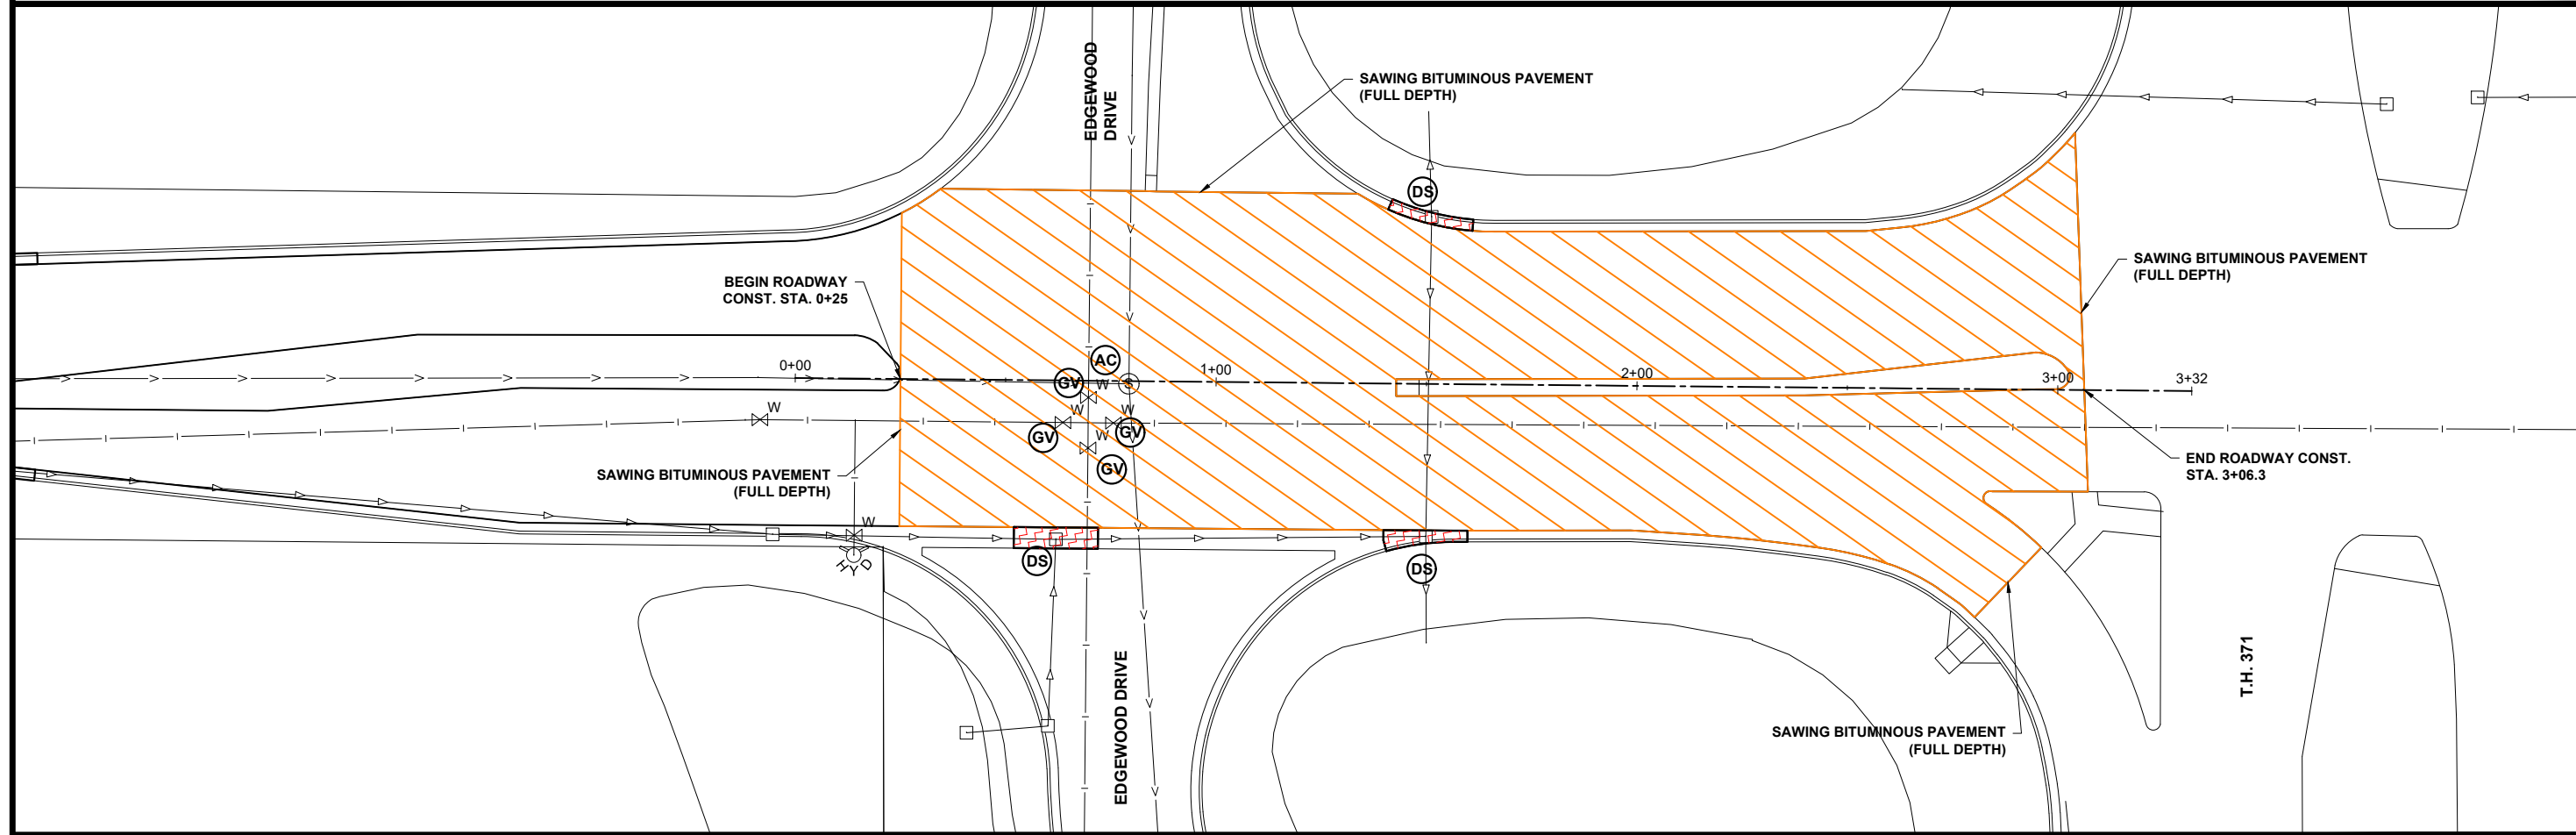 EDGEWOOD
DRIVE
SAWING BITUMINOUS PAVEMENT
(FULL DEPTH)
DS
SAWING BITUMINOUS PAVEMENT
(FULL DEPTH)
BEGIN ROADWAY
CONST. STA. 0+25
0+00
AC
GV
W
S
1+00
2+00
3+00
3+32
W
W
W
GV
GV
W
GV
SAWING BITUMINOUS PAVEMENT
(FULL DEPTH)
END ROADWAY CONST.
STA. 3+06.3
W
HYD
DS
DS
EDGEWOOD DRIVE
T.H. 371
SAWING BITUMINOUS PAVEMENT
(FULL DEPTH)